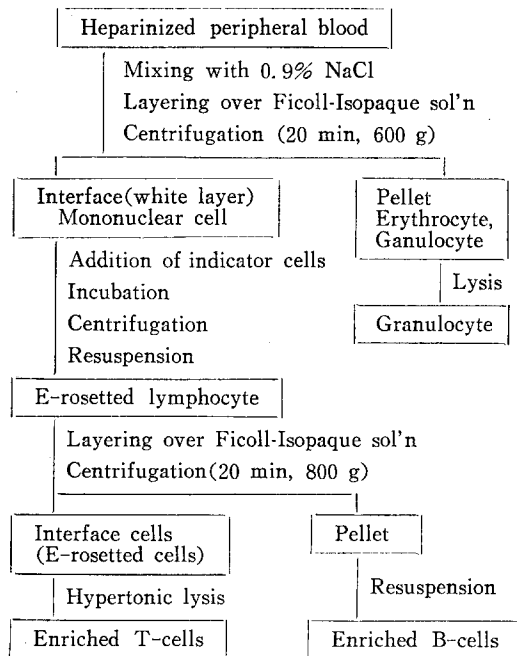 Heparinized peripheral blood
Mixing with 0.9% NaCl
Layering over Ficoll-Isopaque sol'n
Centrifugation (20 min, 600 g)
Interface(white layer)
Mononuclear cell
Pellet
Erythrocyte,
Ganulocyte
Addition of indicator cells
Incubation
Centrifugation
Resuspension
Lysis
Granulocyte
E-rosetted lymphocyte
Layering over Ficoll-Isopaque sol'n
Centrifugation(20 min, 800 g)
Interface cells
(E-rosetted cells)
Pellet
Hypertonic lysis
Resuspension
Enriched T-cells
Enriched B-cells